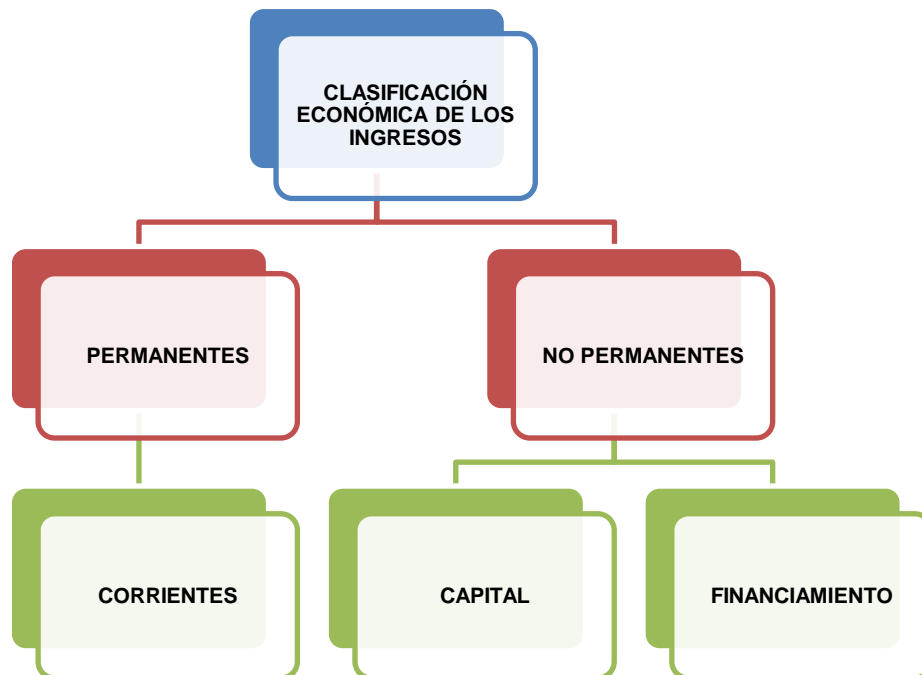 CLASIFICACIÓN
ECONÓMICA DE LOS
INGRESOS
PERMANENTES
NO PERMANENTES
CORRIENTES
CAPITAL
FINANCIAMIENTO